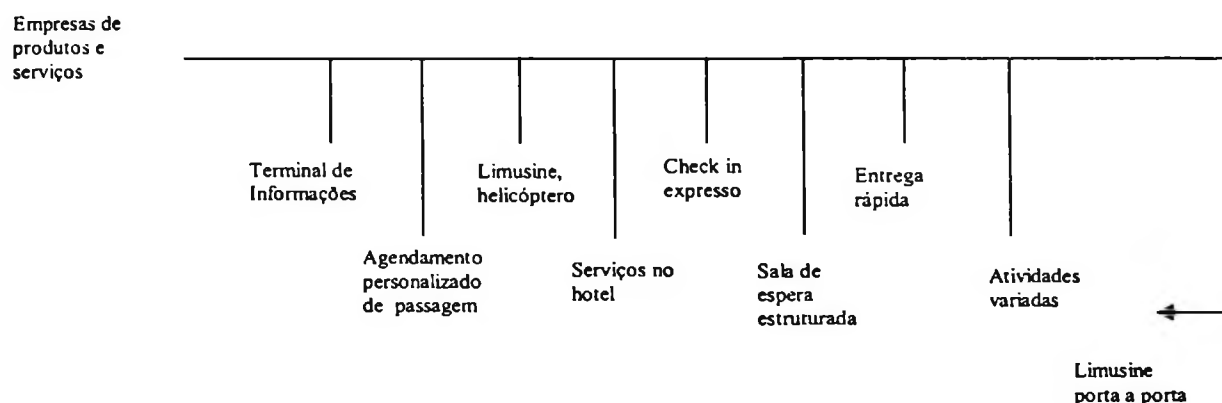 Empresas de
produtos e
serviços
Terminal de
Informações
Limusine,
helicóptero
Check in
expresso
Entrega
rápida
Agendamento
personalizado
de passagem
Serviços no
hotel
Sala de
espera
estruturada
Atividades
variadas
Limusine
porta a porta